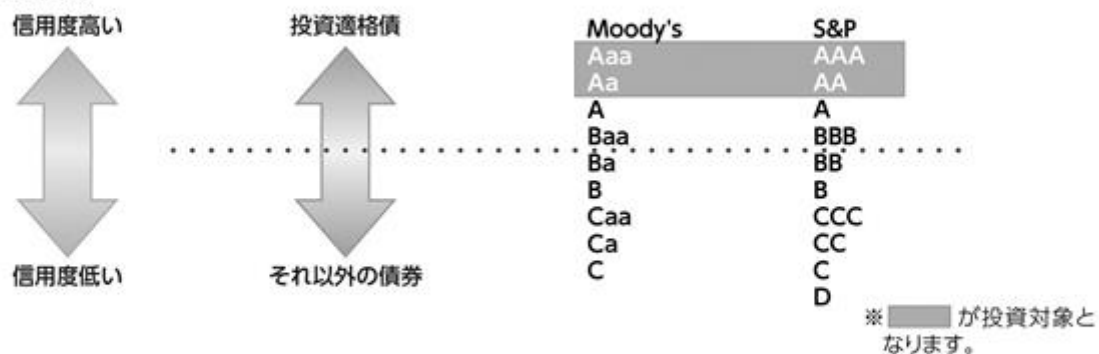 信用度高い 投資適格債 Moody's S&P
Aaa AAA
Aa AA
A A
Baa BBB
Ba BB
B B
Caa CCC
Ca CC
信用度低い それ以外の債券 C C
D
※ が投資対象と
なります。